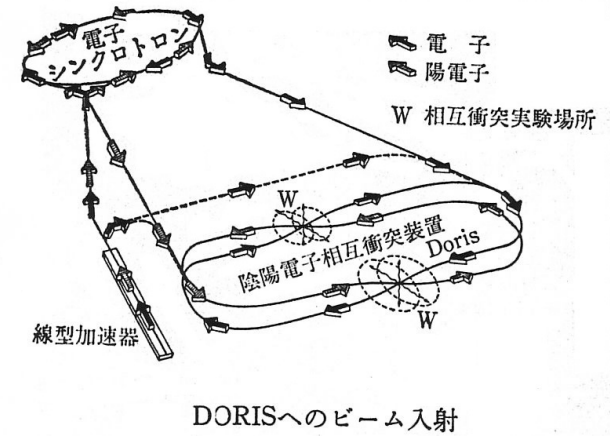 電子
シンクロトロン
電 子
陽電子
W 相互衝突実験場所
W
陰陽電子相互衝突装置
Doris
W
線型加速器
DORISへのビーム入射